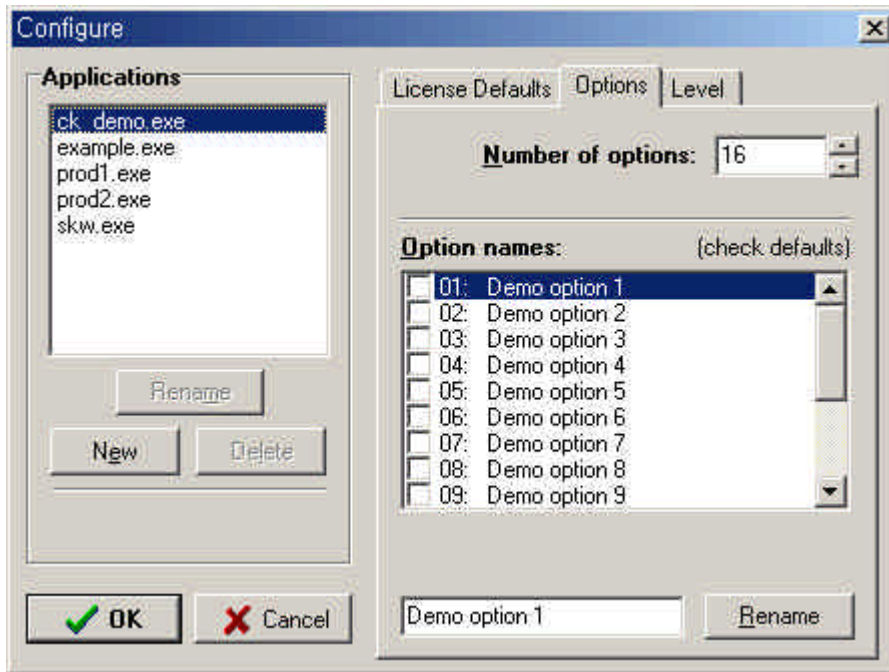 Configure
Applications
ck_demo.exe
example.exe
prod1.exe
prod2.exe
skw.exe
Rename
New
Delete
OK
Cancel
License Defaults
Options
Level
Number of options:
16
Option names:
(check defaults)
01: Demo option 1
02: Demo option 2
03: Demo option 3
04: Demo option 4
05: Demo option 5
06: Demo option 6
07: Demo option 7
08: Demo option 8
09: Demo option 9
Demo option 1
Rename